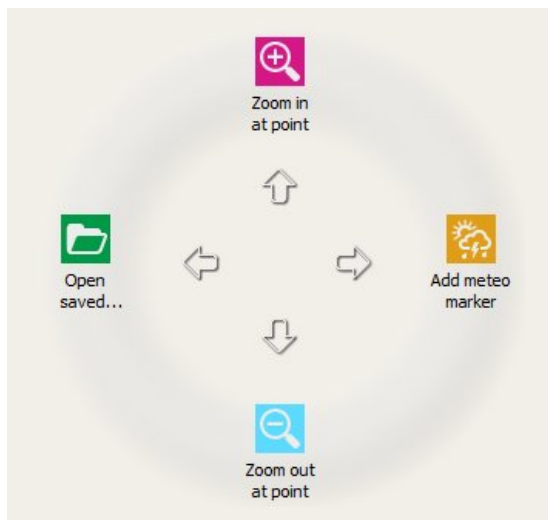 Zoom in
at point
Open
saved...
Add meteo
marker
Zoom out
at point